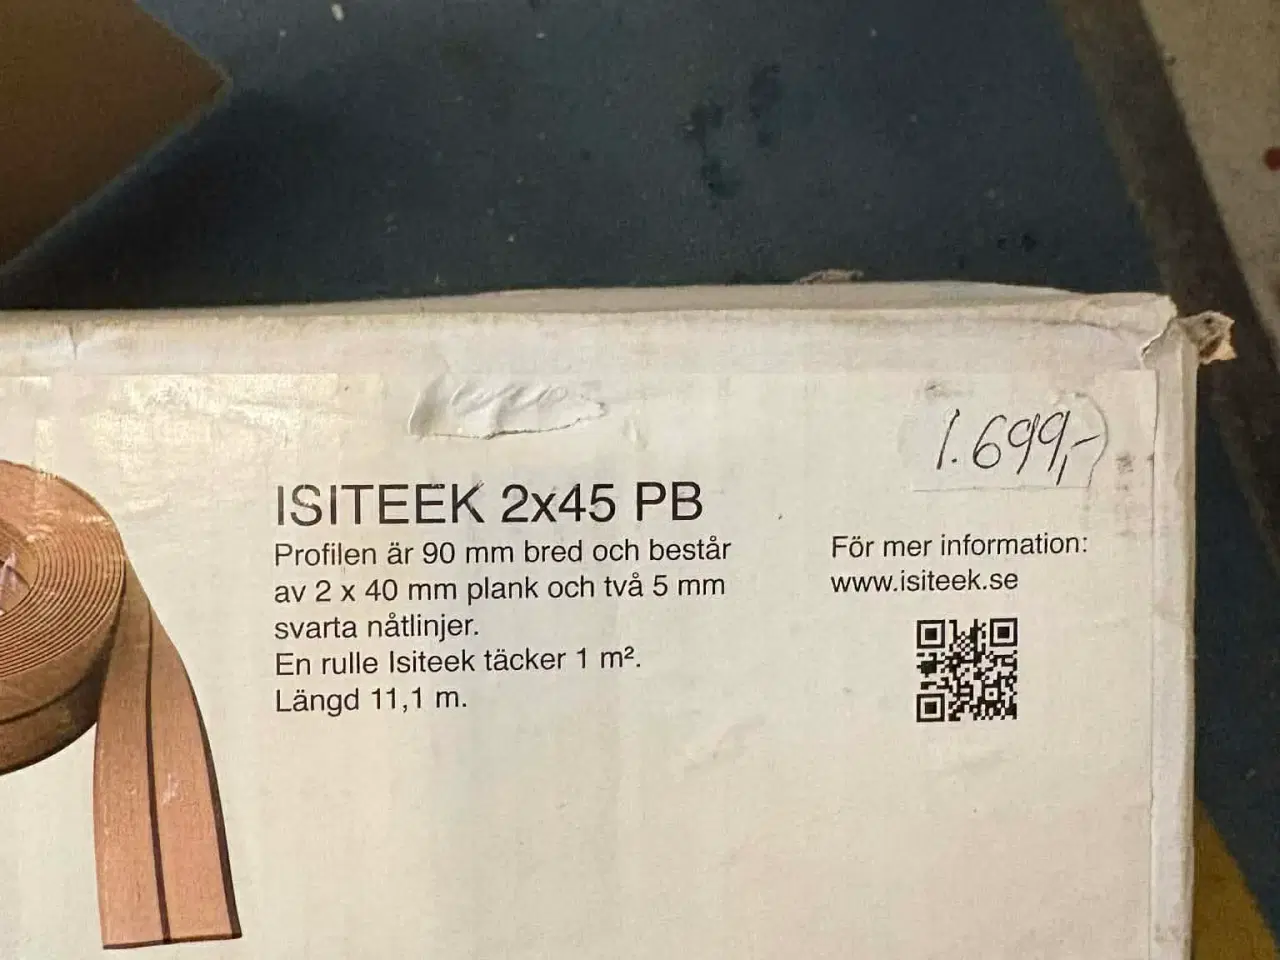 1.699,-
ISITEEK 2x45 PB
Profilen är 90 mm bred och består
av 2 x 40 mm plank och två 5 mm
svarta nåtlinjer.
En rulle Isiteek täcker 1 m².
Längd 11,1 m.
För mer information:
www.isiteek.se